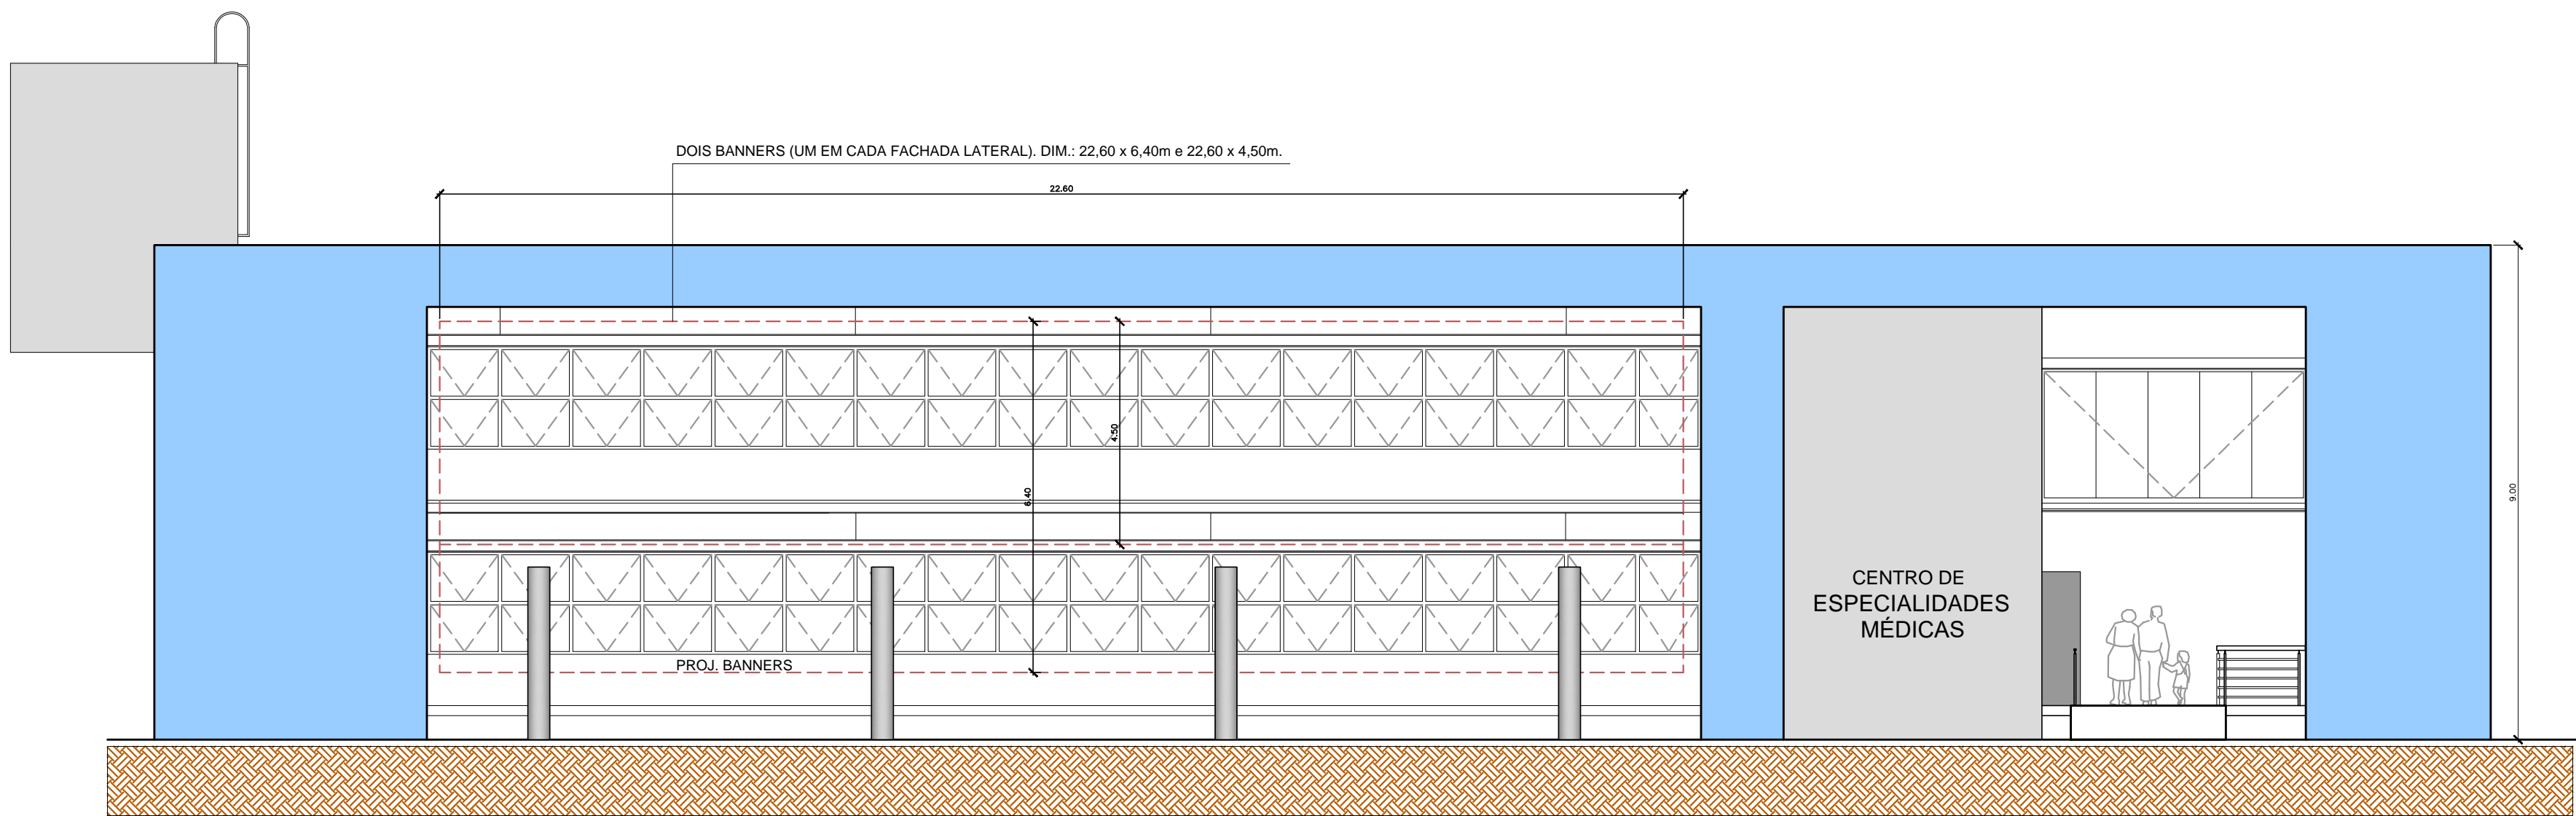 DOIS BANNERS (UM EM CADA FACHADA LATERAL). DIM.: 22,60 x 6,40m e 22,60 x 4,50m.
22.60
4.50
6.40
9.00
CENTRO DE
ESPECIALIDADES
MÉDICAS
PROJ. BANNERS